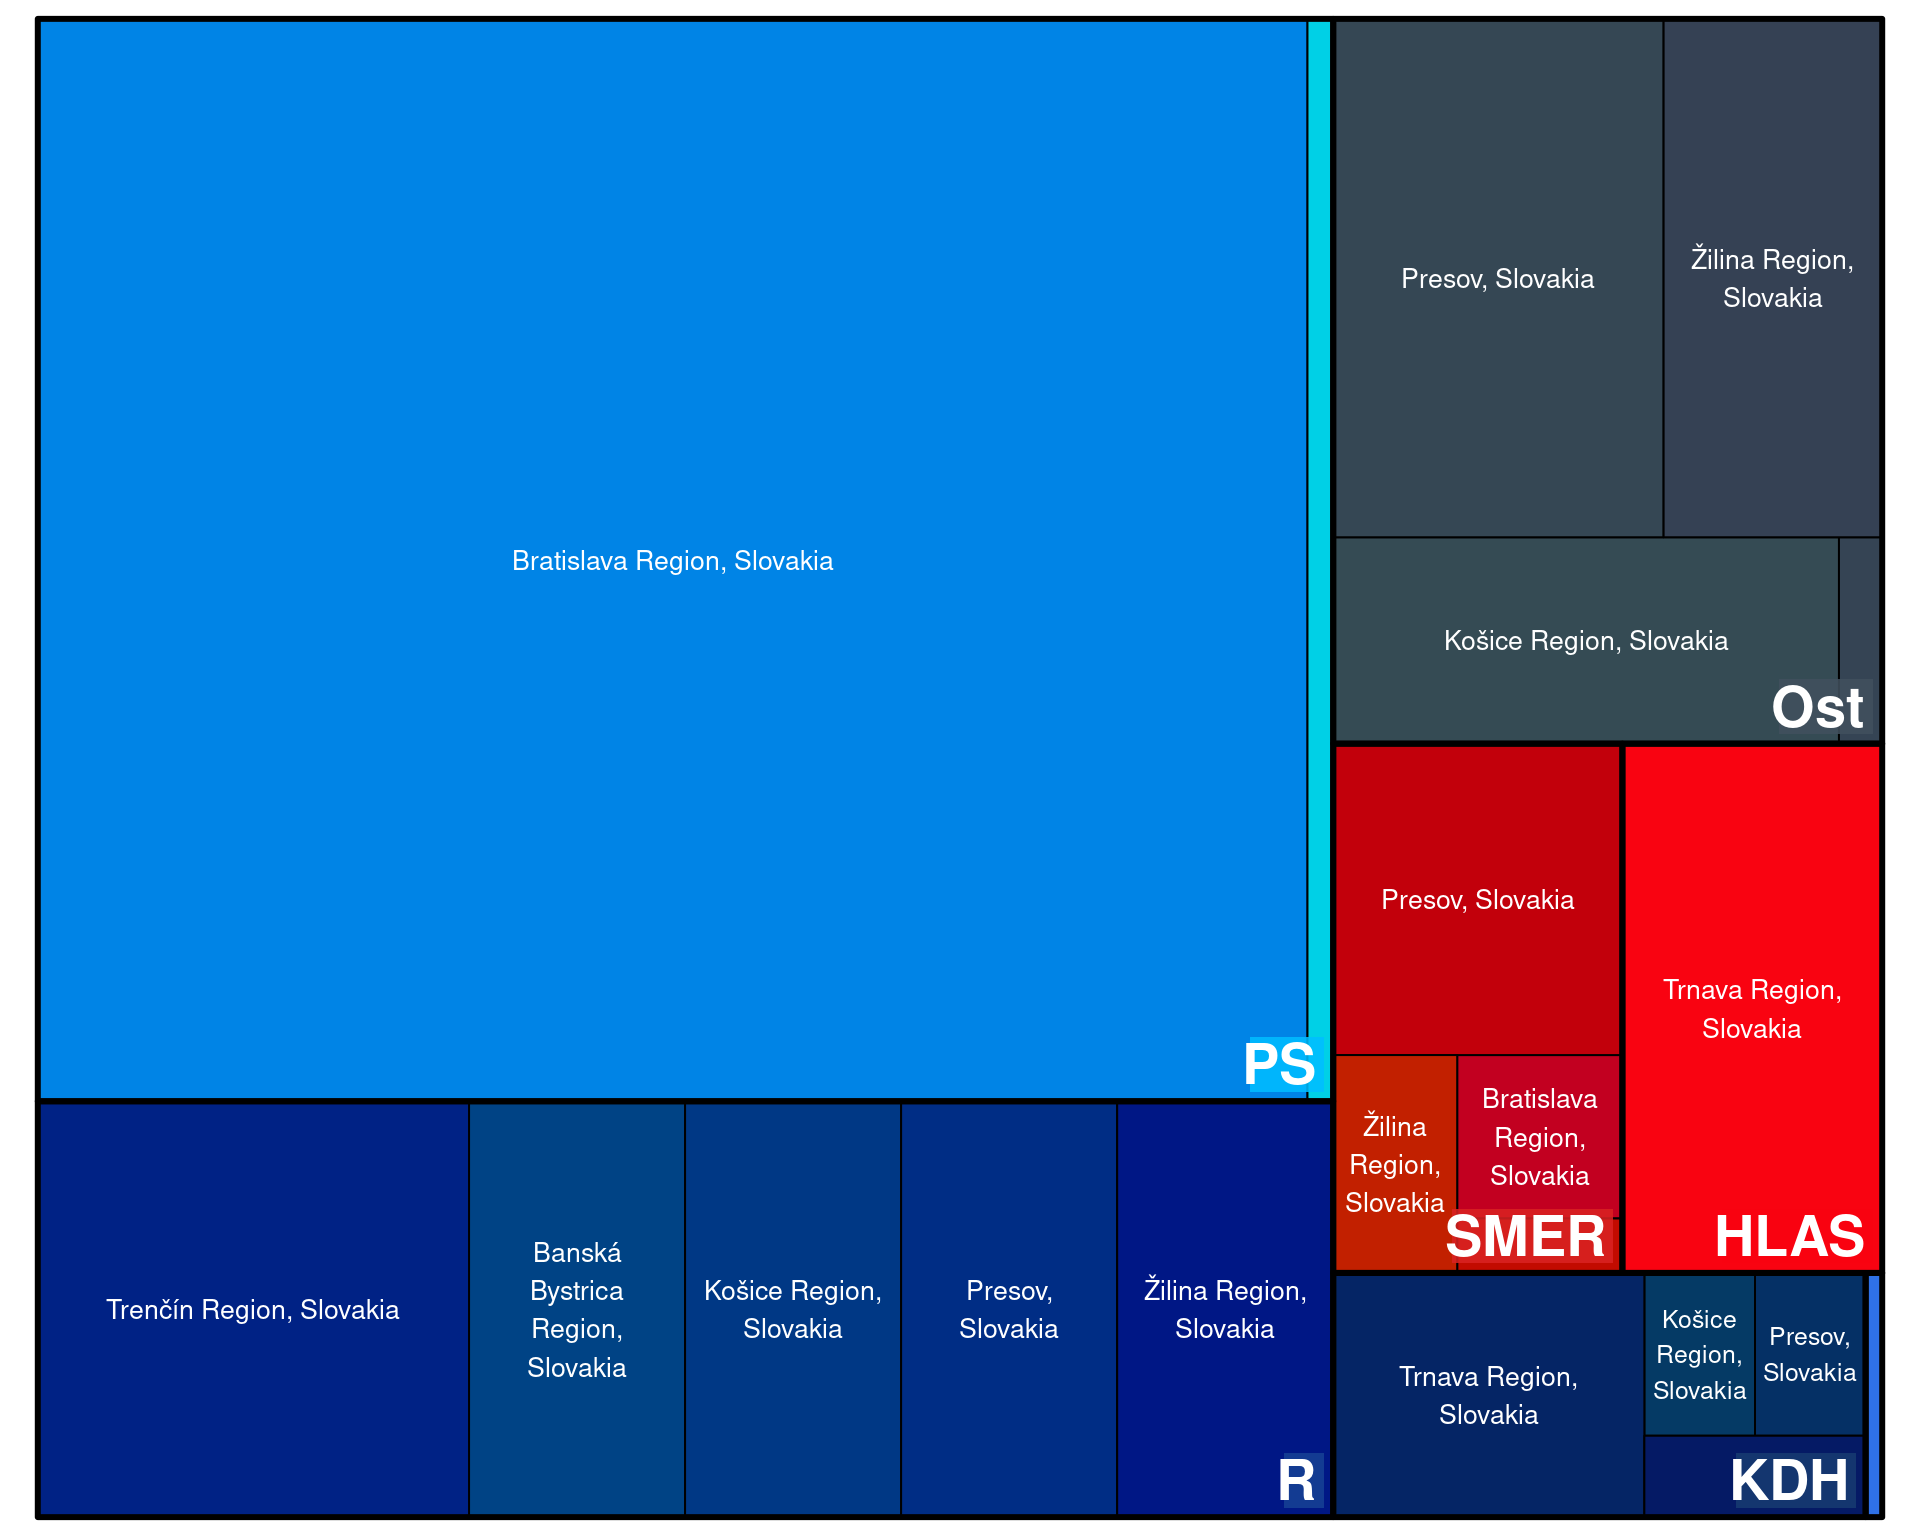 Bratislava Region, Slovakia
PS
Trenčín Region, Slovakia
Banská
Bystrica
Region,
Slovakia
Košice Region,
Slovakia
Presov,
Slovakia
Žilina Region,
Slovakia
R
Presov, Slovakia
Žilina Region,
Slovakia
Košice Region, Slovakia
Ost
Presov, Slovakia
Žilina
Region,
Slovakia
Bratislava
Region,
Slovakia
SMER
Trnava Region,
Slovakia
HLAS
Trnava Region,
Slovakia
Košice
Region,
Slovakia
Presov,
Slovakia
KDH